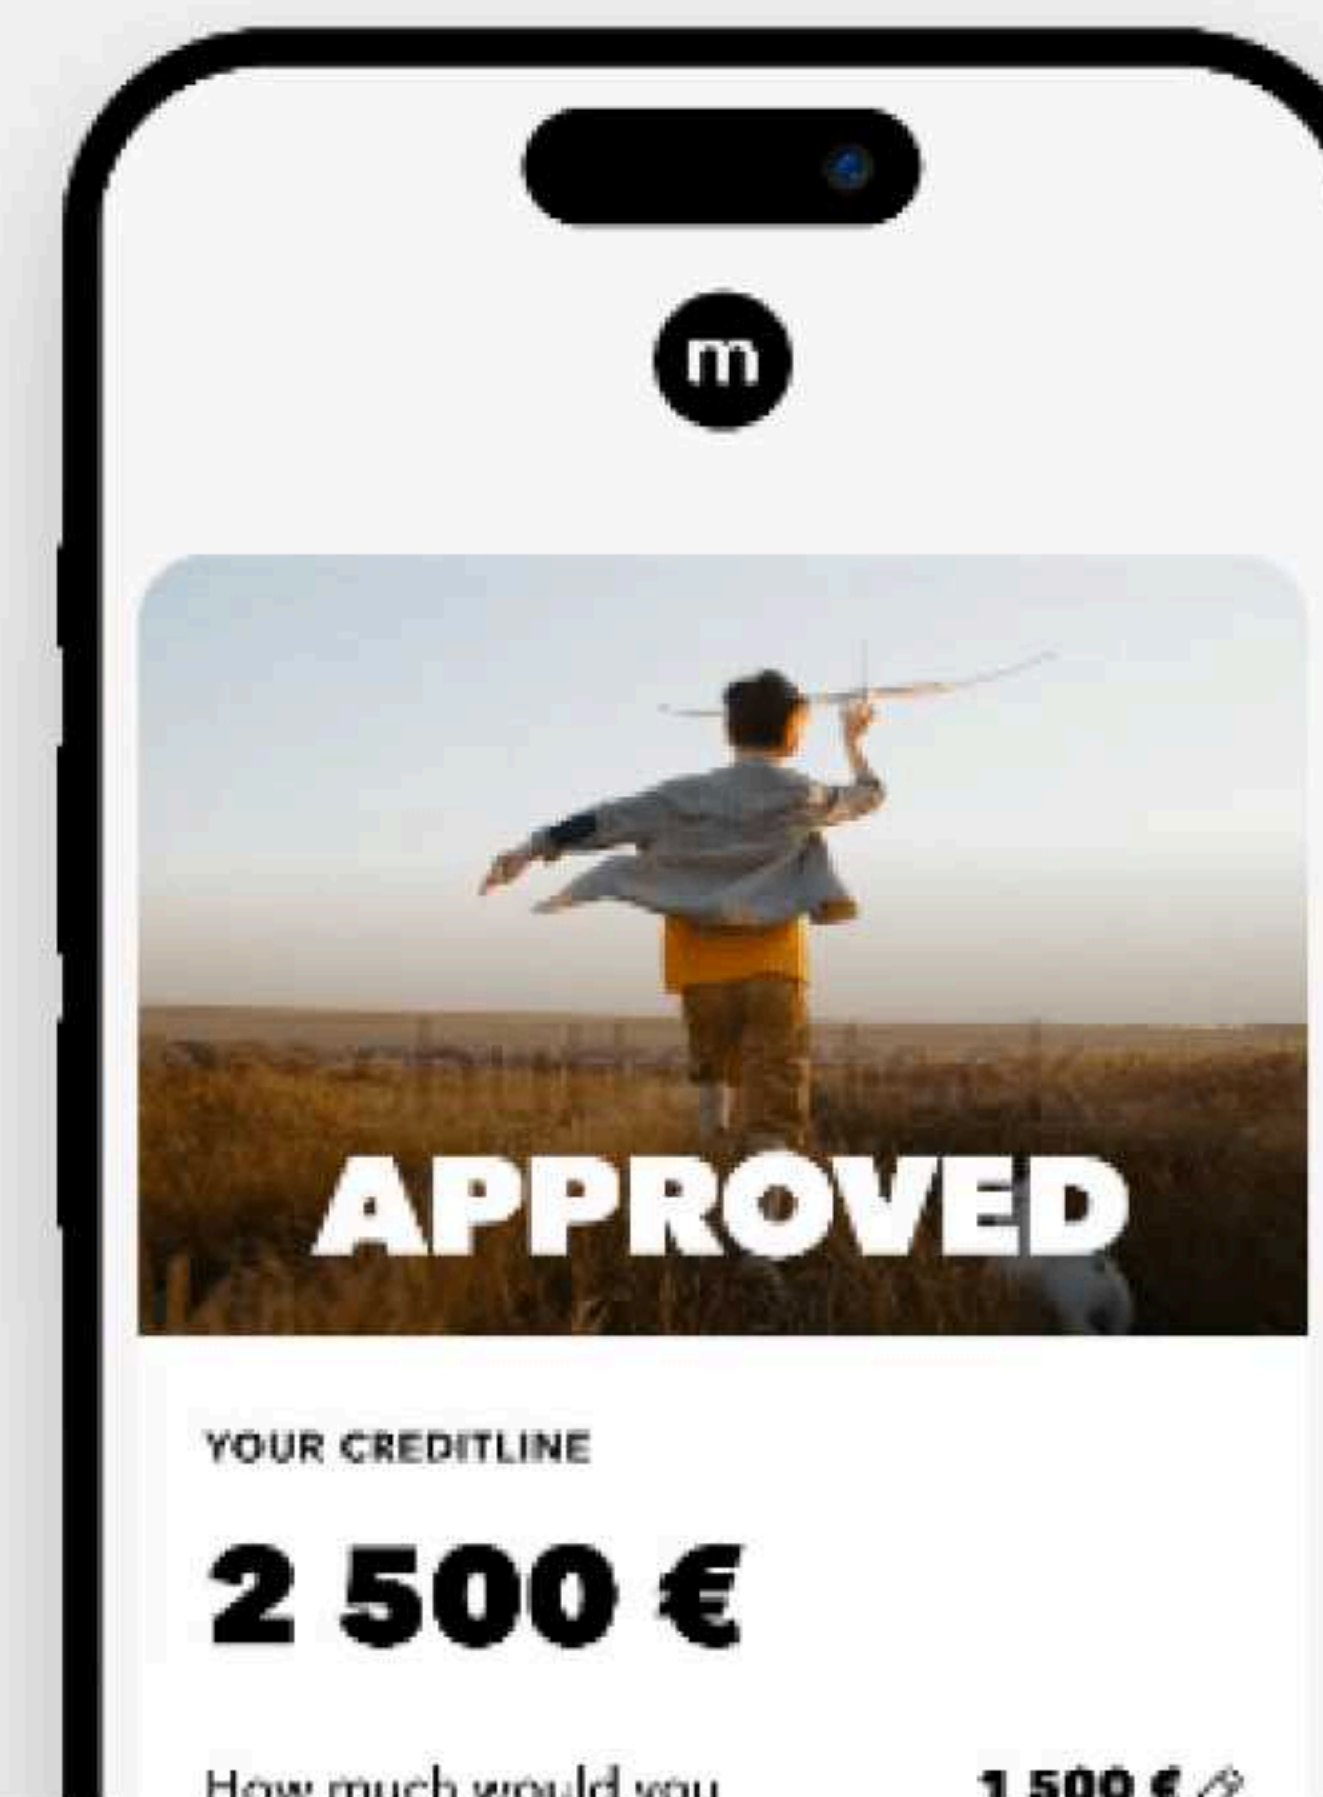 m
APPROVED
YOUR CREDITLINE
2 500 €
How much would you
1 500 €